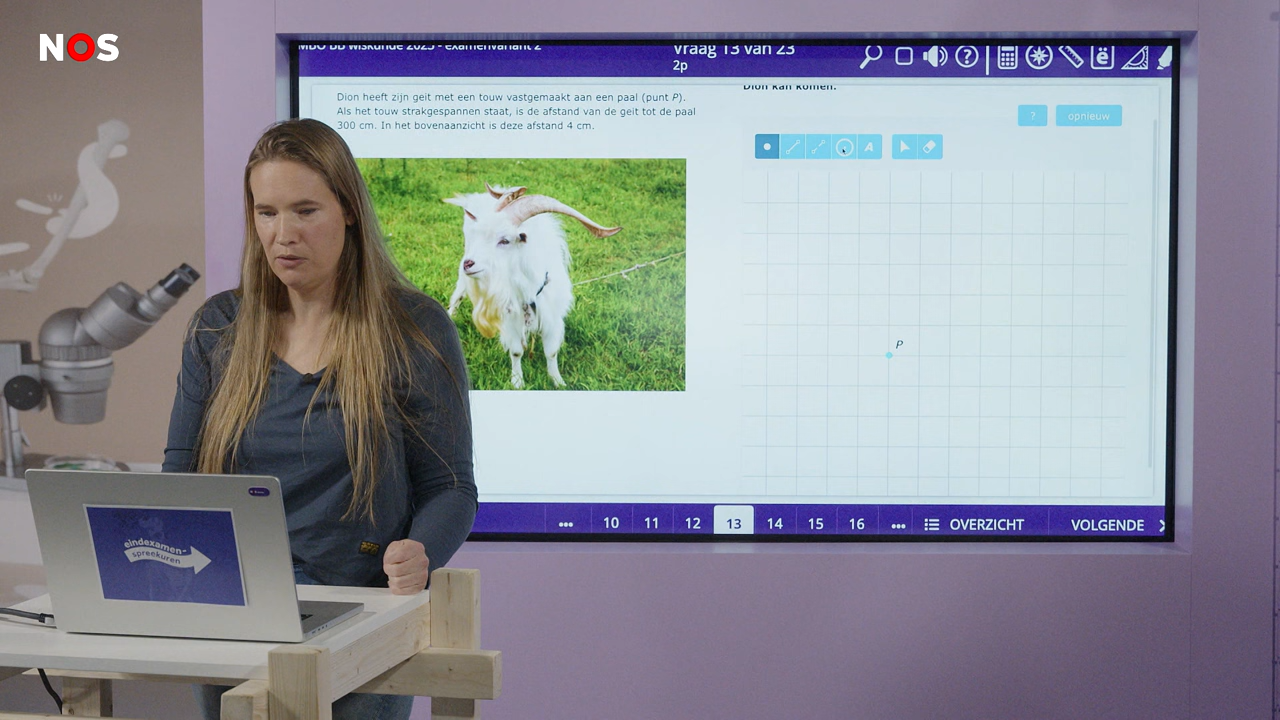 NOS
MBO BB wiskunde 2023 - examenvariant 2
Vraag 13 van 23
2p
Dion heeft zijn geit met een touw vastgemaakt aan een paal (punt P).
Als het touw strakgespannen staat, is de afstand van de geit tot de paal
300 cm. In het bovenaanzicht is deze afstand 4 cm.
Dion kan komen.
? opnieuw
A
P
... 10 11 12 13 14 15 16 ... OVERZICHT VOLGENDE
eindexamen-
spreekuren